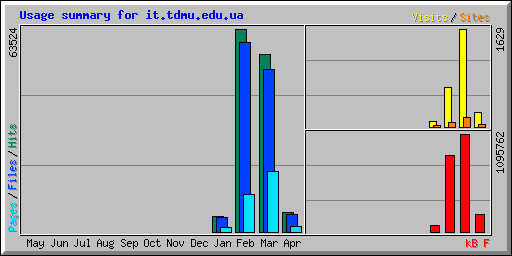 Usage summary for it.tdmu.edu.ua
Visits/Sites
63524
1629
Pages/Files/Hits
1095762
May Jun Jul Aug Sep Oct Nov Dec Jan Feb Mar Apr
kB F